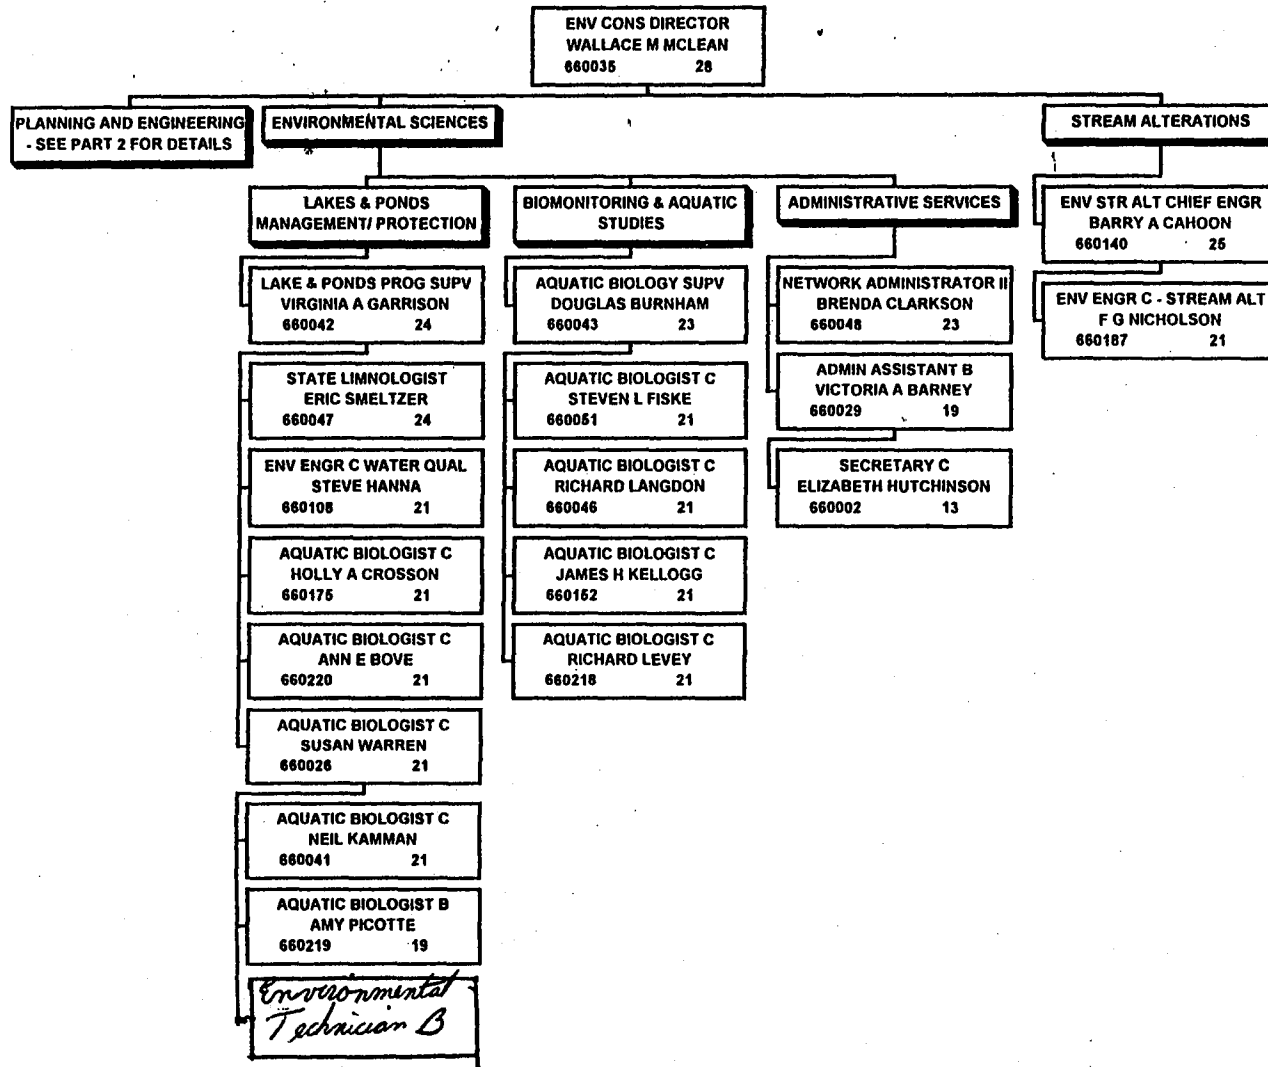 ENV CONS DIRECTOR
WALLACE M MCLEAN
660035 28
PLANNING AND ENGINEERING
- SEE PART 2 FOR DETAILS
ENVIRONMENTAL SCIENCES
STREAM ALTERATIONS
LAKES & PONDS
MANAGEMENT/ PROTECTION
BIOMONITORING & AQUATIC
STUDIES
ADMINISTRATIVE SERVICES
ENV STR ALT CHIEF ENGR
BARRY A CAHOON
660140 25
ENV ENGR C - STREAM ALT
F G NICHOLSON
660187 21
LAKE & PONDS PROG SUPV
VIRGINIA A GARRISON
660042 24
STATE LIMNOLOGIST
ERIC SMELTZER
660047 24
ENV ENGR C WATER QUAL
STEVE HANNA
660108 21
AQUATIC BIOLOGIST C
HOLLY A CROSSON
660175 21
AQUATIC BIOLOGIST C
ANN E BOVE
660220 21
AQUATIC BIOLOGIST C
SUSAN WARREN
660026 21
AQUATIC BIOLOGIST C
NEIL KAMMAN
660041 21
AQUATIC BIOLOGIST B
AMY PICOTTE
660219 19
Environmental
Technician B
AQUATIC BIOLOGY SUPV
DOUGLAS BURNHAM
660043 23
AQUATIC BIOLOGIST C
STEVEN L FISKE
660051 21
AQUATIC BIOLOGIST C
RICHARD LANGDON
660046 21
AQUATIC BIOLOGIST C
JAMES H KELLOGG
660152 21
AQUATIC BIOLOGIST C
RICHARD LEVEY
660218 21
NETWORK ADMINISTRATOR II
BRENDA CLARKSON
660048 23
ADMIN ASSISTANT B
VICTORIA A BARNEY
660029 19
SECRETARY C
ELIZABETH HUTCHINSON
660002 13